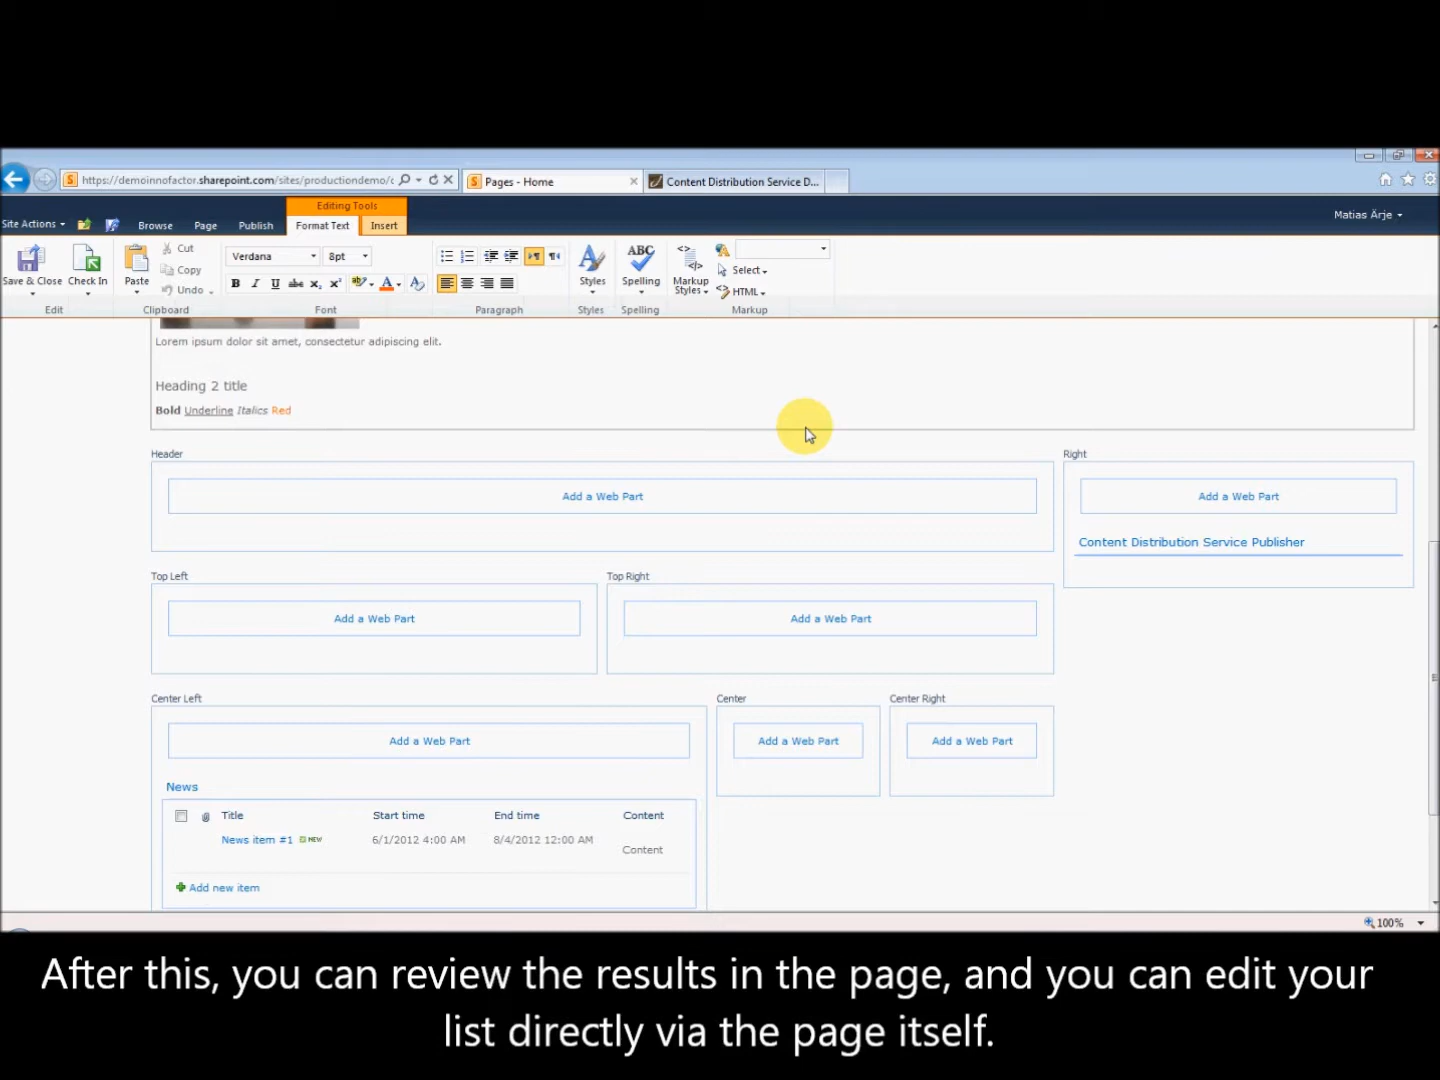 https://demoinnofactor.sharepoint.com/sites/productiondemo/
Pages - Home
Content Distribution Service D...
Editing Tools
Matias Ärje
Site Actions
Browse
Page
Publish
Format Text
Insert
Save & Close
Check In
Paste
Cut
Copy
Undo
Verdana
8pt
Styles
ABC
Spelling
Markup
Styles
Select
HTML
Edit
Clipboard
Font
Paragraph
Styles
Spelling
Markup
Lorem ipsum dolor sit amet, consectetur adipiscing elit.
Heading 2 title
Bold Underline Italics Red
Header
Right
Add a Web Part
Add a Web Part
Content Distribution Service Publisher
Top Left
Top Right
Add a Web Part
Add a Web Part
Center Left
Center
Center Right
Add a Web Part
Add a Web Part
Add a Web Part
News
Title
Start time
End time
Content
News item #1 NEW
6/1/2012 4:00 AM
8/4/2012 12:00 AM
Content
Add new item
100%
After this, you can review the results in the page, and you can edit your
list directly via the page itself.